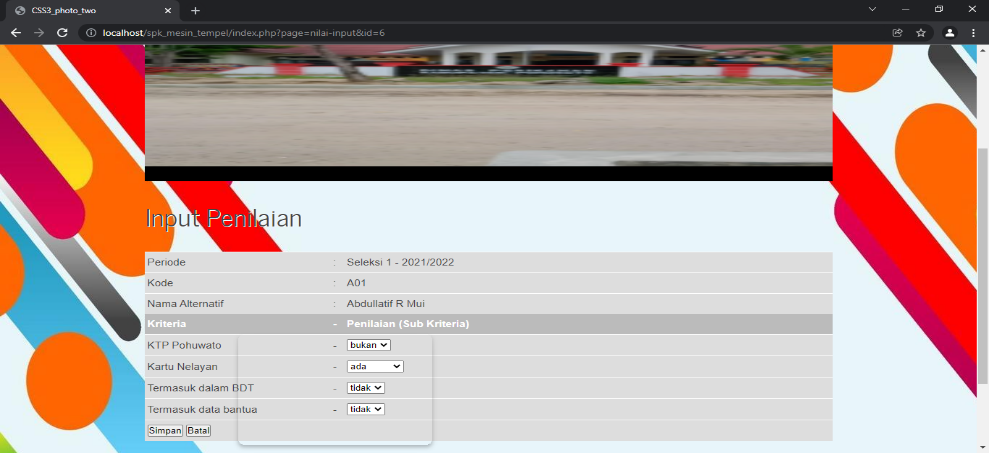 CSS3_photo_two
localhost/spk_mesin_tempel/index.php?page=nilai-input&id=6
Input Penilaian
Periode : Seleksi 1 - 2021/2022
Kode : A01
Nama Alternatif : Abdullatif R Mui
Kriteria - Penilaian (Sub Kriteria)
KTP Pohuwato - bukan
Kartu Nelayan - ada
Termasuk dalam BDT - tidak
Termasuk data bantua - tidak
Simpan Batal